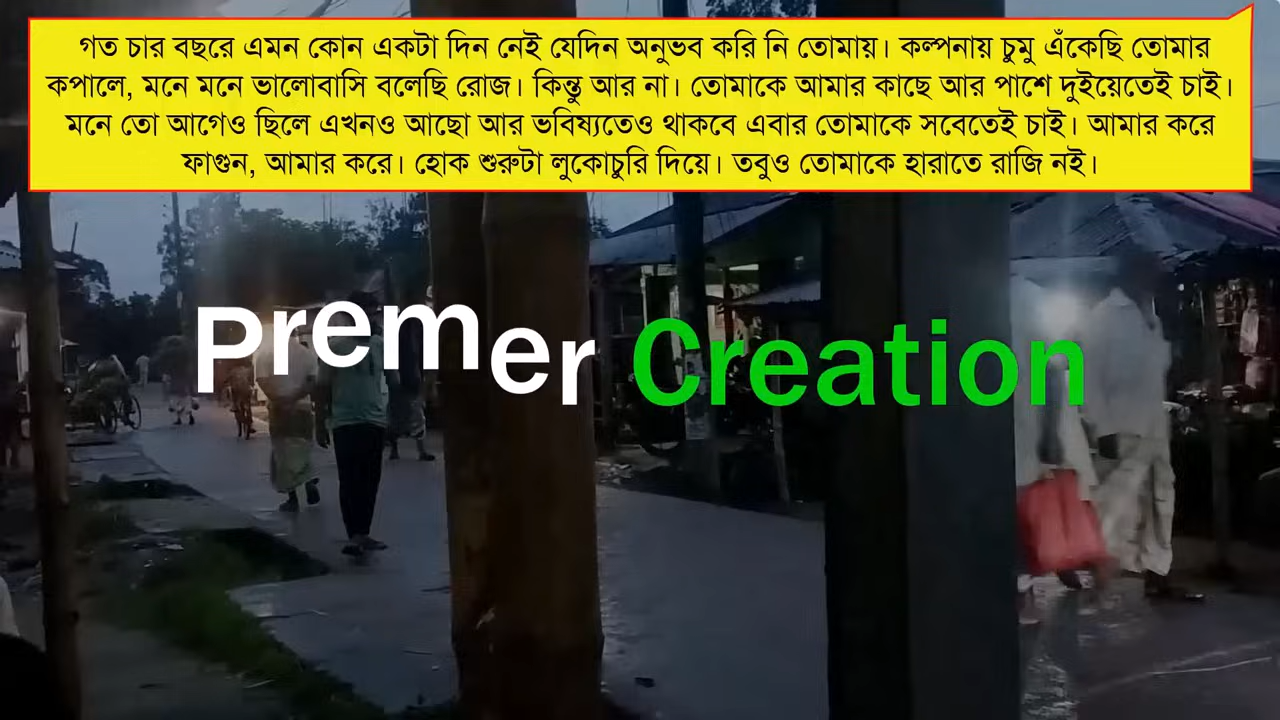 গত চার বছরে এমন কোন একটা দিন নেই যেদিন অনুভব করি নি তোমায়। কল্পনায় চুমু এঁকেছি তোমার
কপালে, মনে মনে ভালোবাসি বলেছি রোজ। কিন্তু আর না। তোমাকে আমার কাছে আর পাশে দুইয়েতেই চাই।
মনে তো আগেও ছিলে এখনও আছো আর ভবিষ্যতেও থাকবে এবার তোমাকে সবেতেই চাই। আমার করে
ফাগুন, আমার করে। হোক শুরুটা লুকোচুরি দিয়ে। তবুও তোমাকে হারাতে রাজি নই।
Premer Creation